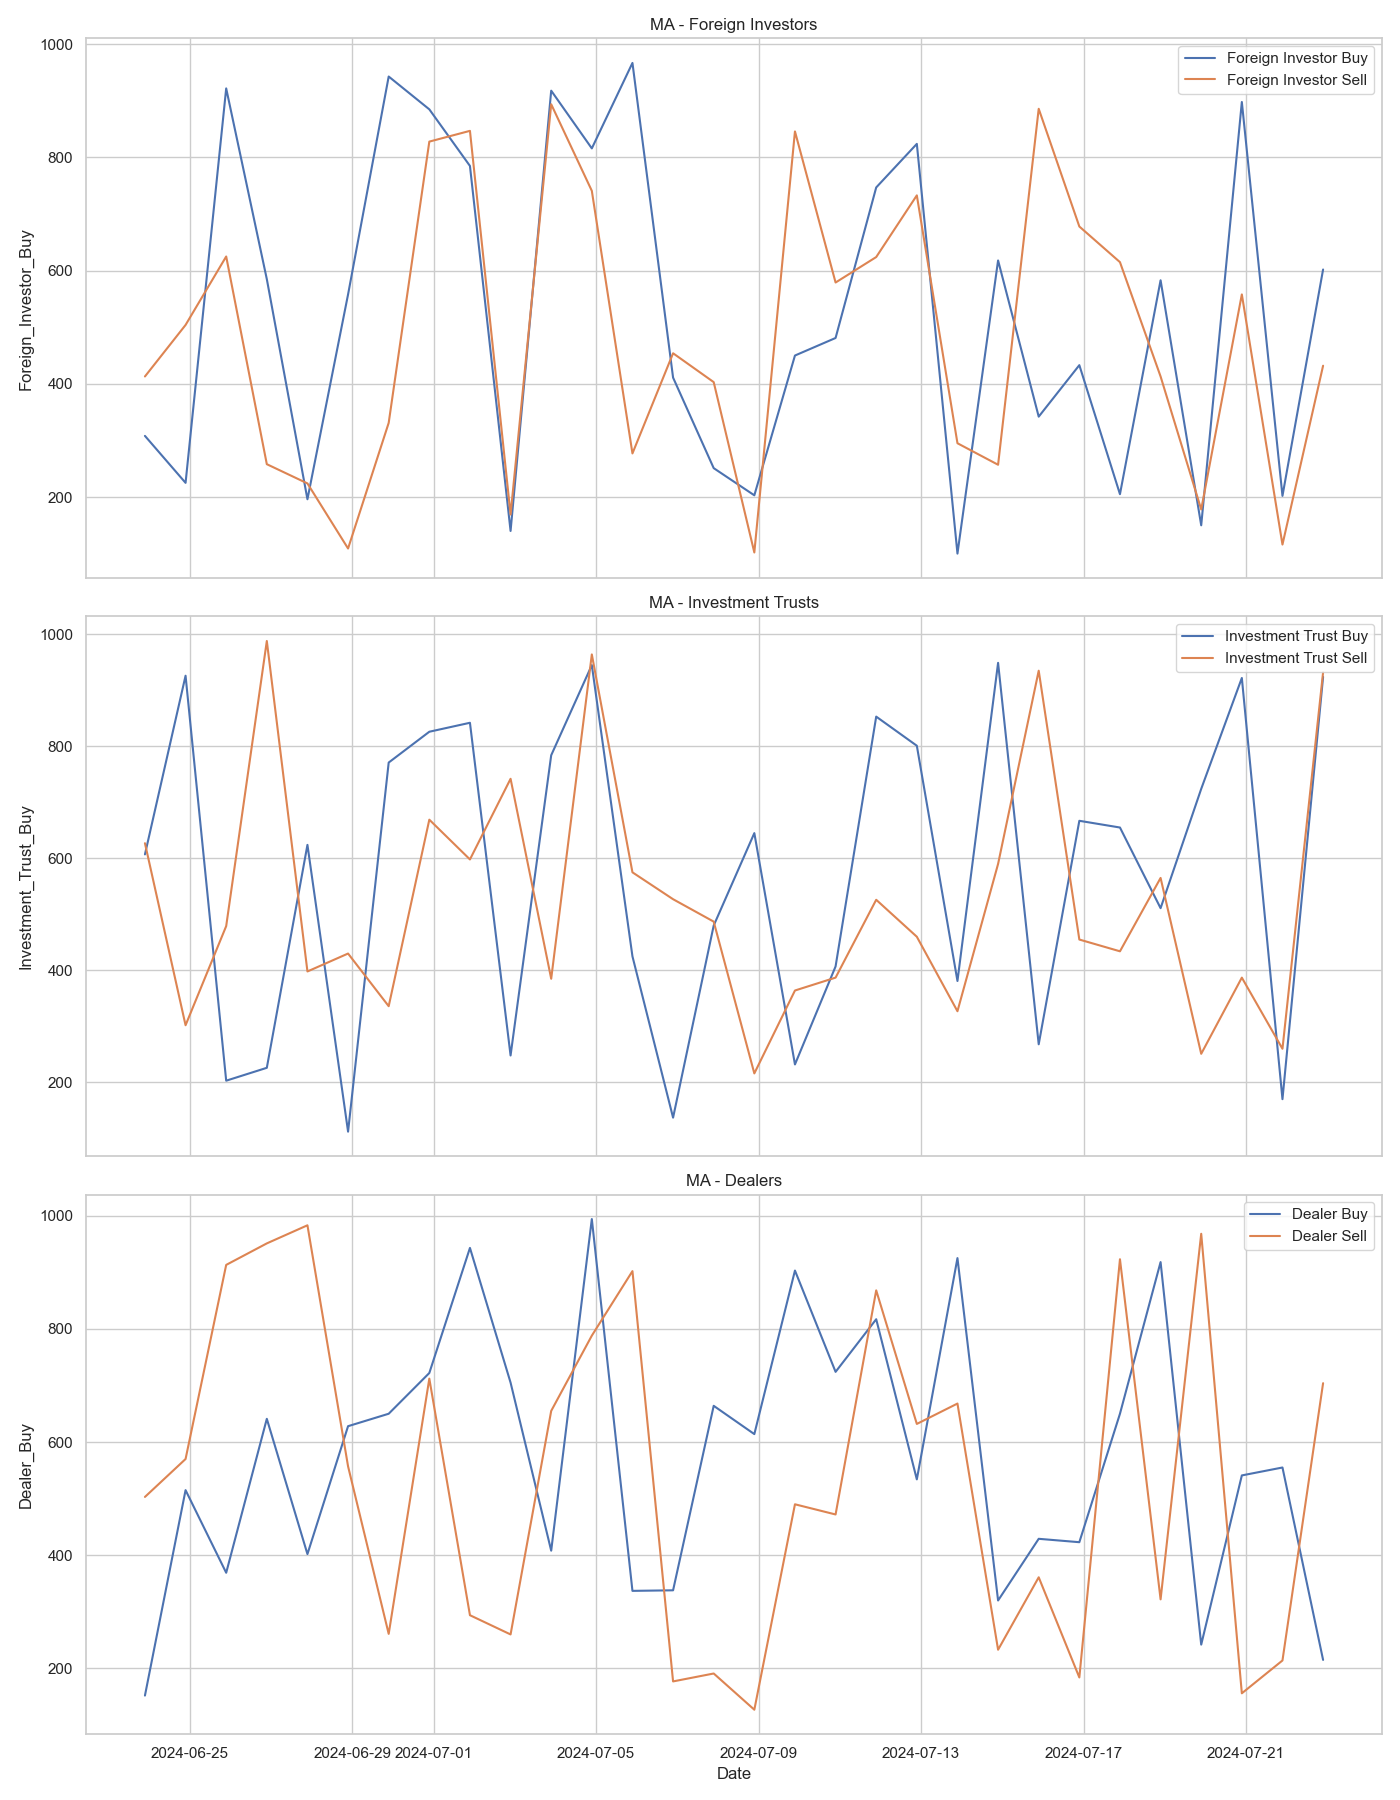 MA - Foreign Investors
Foreign_Investor_Buy
1000
800
600
400
200
Foreign Investor Buy
Foreign Investor Sell
MA - Investment Trusts
Investment_Trust_Buy
1000
800
600
400
200
Investment Trust Buy
Investment Trust Sell
MA - Dealers
Dealer_Buy
1000
800
600
400
200
Dealer Buy
Dealer Sell
2024-06-25 2024-06-29 2024-07-01 2024-07-05 2024-07-09 2024-07-13 2024-07-17 2024-07-21
Date